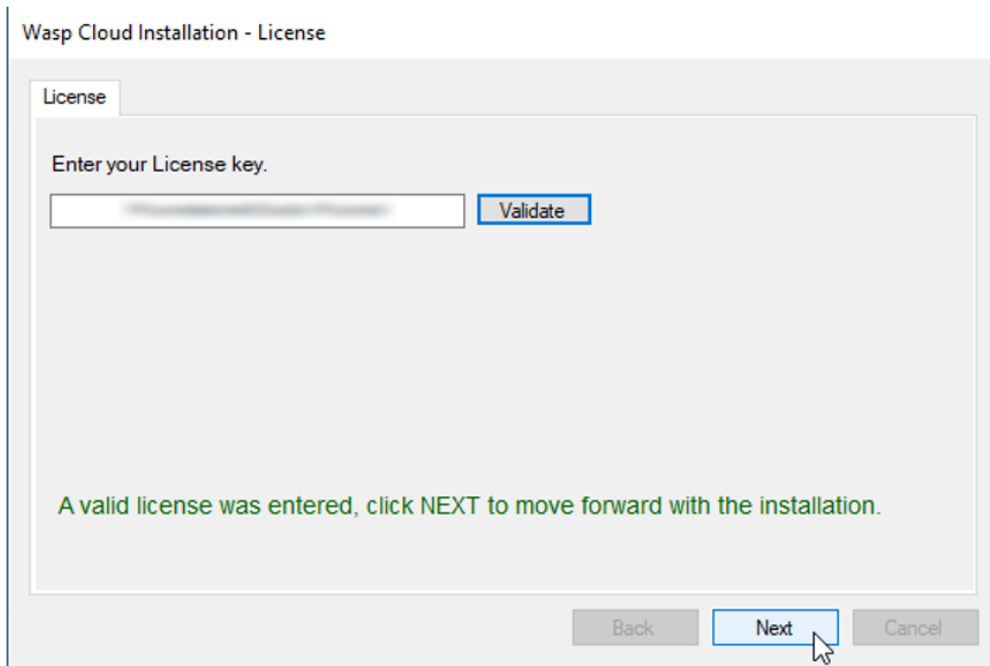 Wasp Cloud Installation - License
License
Enter your License key.
Validate
A valid license was entered, click NEXT to move forward with the installation.
Back
Next
Cancel